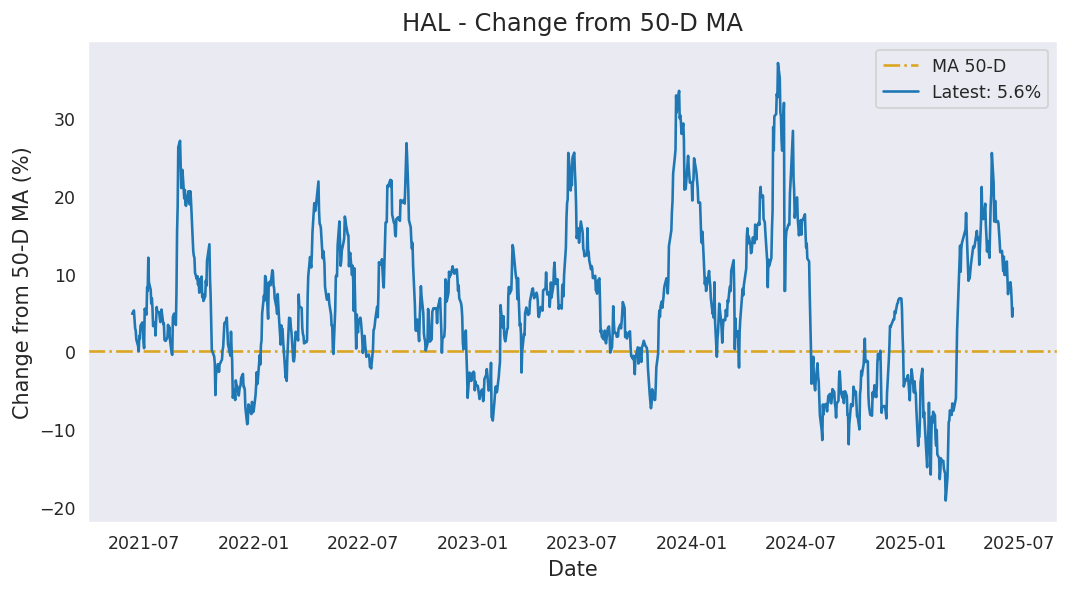 HAL - Change from 50-D MA
MA 50-D
Latest: 5.6%
Change from 50-D MA (%)
30
20
10
0
−10
−20
2021-07 2022-01 2022-07 2023-01 2023-07 2024-01 2024-07 2025-01 2025-07
Date